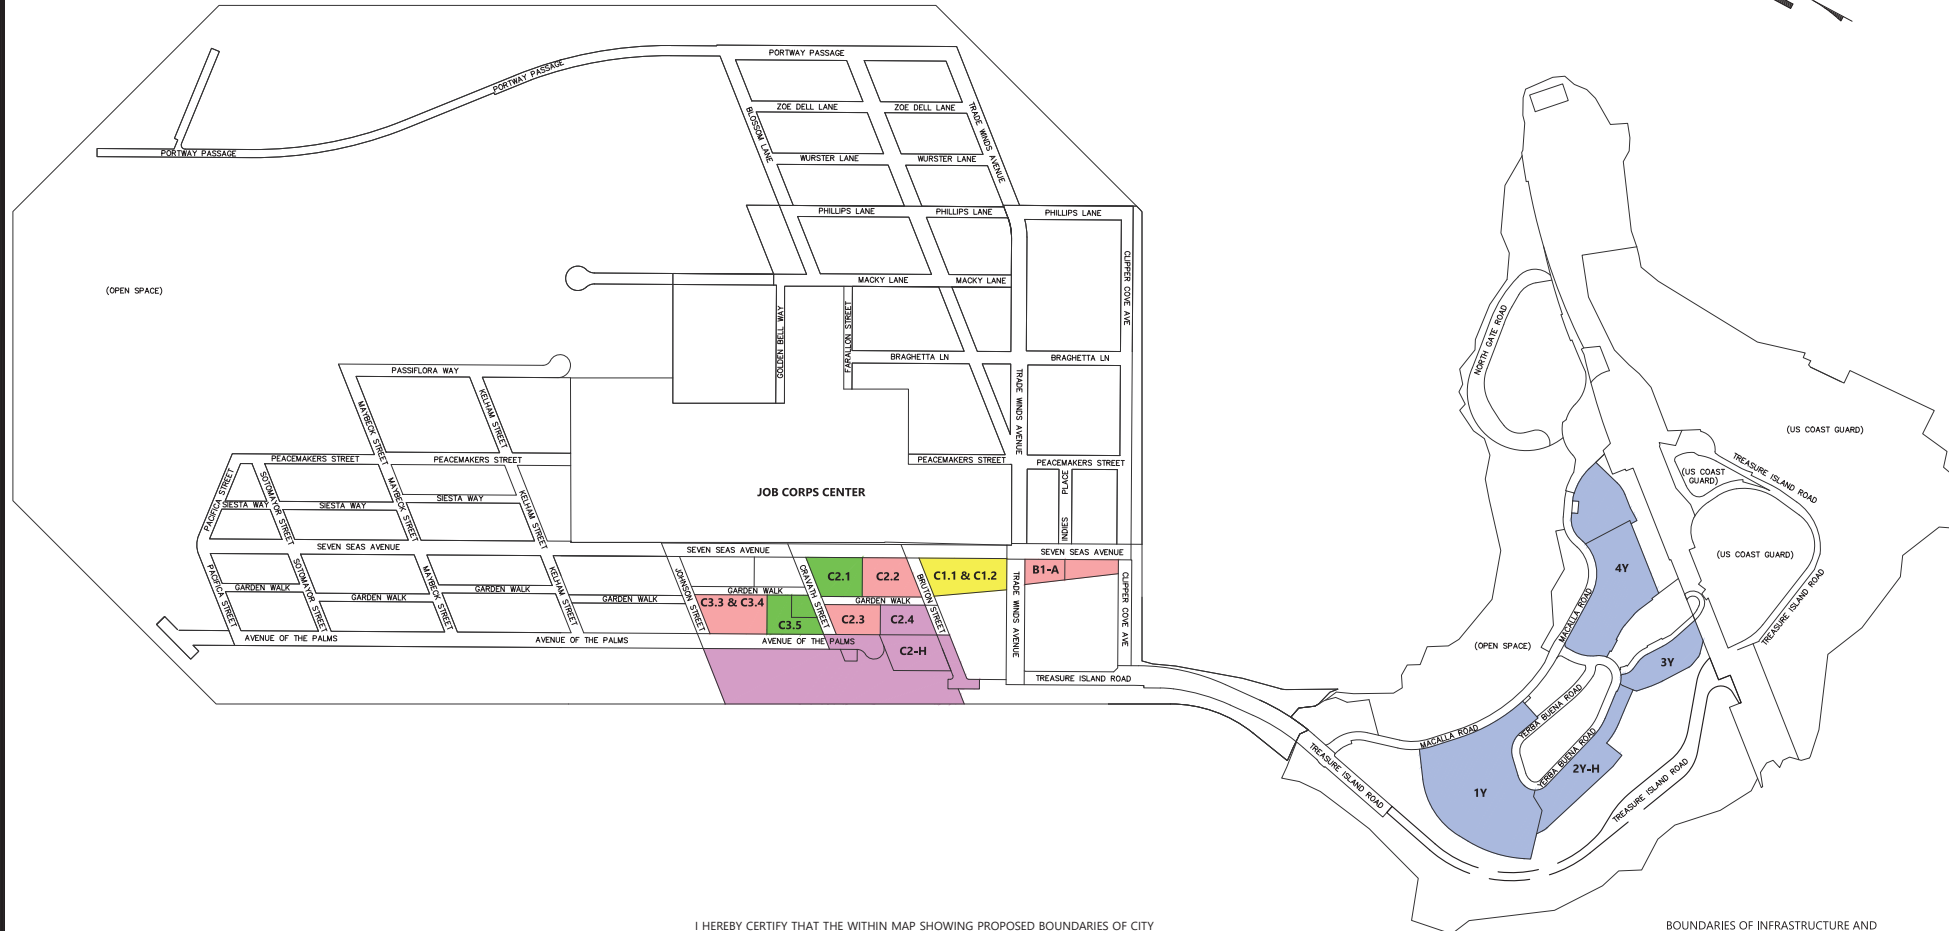 PORTWAY PASSAGE
PORTWAY PASSAGE
PORTWAY PASSAGE
ZOE DELL LANE
ZOE DELL LANE
BLOSSOM LANE
TRADE WINDS AVENUE
WURSTER LANE
WURSTER LANE
PHILLIPS LANE
PHILLIPS LANE
PHILLIPS LANE
CLIPPER COVE AVE
MACKY LANE
MACKY LANE
(OPEN SPACE)
GOLDEN BELL WAY
FARALLON STREET
BRAGHETTA LN
BRAGHETTA LN
TRADE WINDS AVENUE
NORTH GATE ROAD
PASSIFLORA WAY
MAYBECK STREET
KELHAM STREET
(US COAST GUARD)
PEACEMAKERS STREET
PEACEMAKERS STREET
PEACEMAKERS STREET
PEACEMAKERS STREET
TREASURE ISLAND ROAD
(US COAST
GUARD)
PACIFICA STREET
SOTOMAYOR STREET
MAYBECK STREET
KELHAM STREET
SIESTA WAY
SIESTA WAY
SIESTA WAY
JOB CORPS CENTER
INDIES PLACE
SEVEN SEAS AVENUE
SEVEN SEAS AVENUE
SEVEN SEAS AVENUE
(US COAST GUARD)
PACIFICA STREET
SOTOMAYOR STREET
MAYBECK STREET
KELHAM STREET
JOHNSON STREET
CRAVATH STREET
BRUTON STREET
TRADE WINDS AVENUE
CLIPPER COVE AVE
C2.1
C2.2
C1.1 & C1.2
B1-A
4Y
GARDEN WALK
GARDEN WALK
GARDEN WALK
GARDEN WALK
GARDEN WALK
GARDEN WALK
C3.3 & C3.4
C3.5
C2.3
C2.4
MACALLA ROAD
TREASURE ISLAND ROAD
AVENUE OF THE PALMS
AVENUE OF THE PALMS
AVENUE OF THE PALMS
C2-H
(OPEN SPACE)
3Y
TREASURE ISLAND ROAD
YERBA BUENA ROAD
MACALLA ROAD
YERBA BUENA ROAD
2Y-H
1Y
TREASURE ISLAND ROAD
TREASURE ISLAND ROAD
I HEREBY CERTIFY THAT THE WITHIN MAP SHOWING PROPOSED BOUNDARIES OF CITY
BOUNDARIES OF INFRASTRUCTURE AND